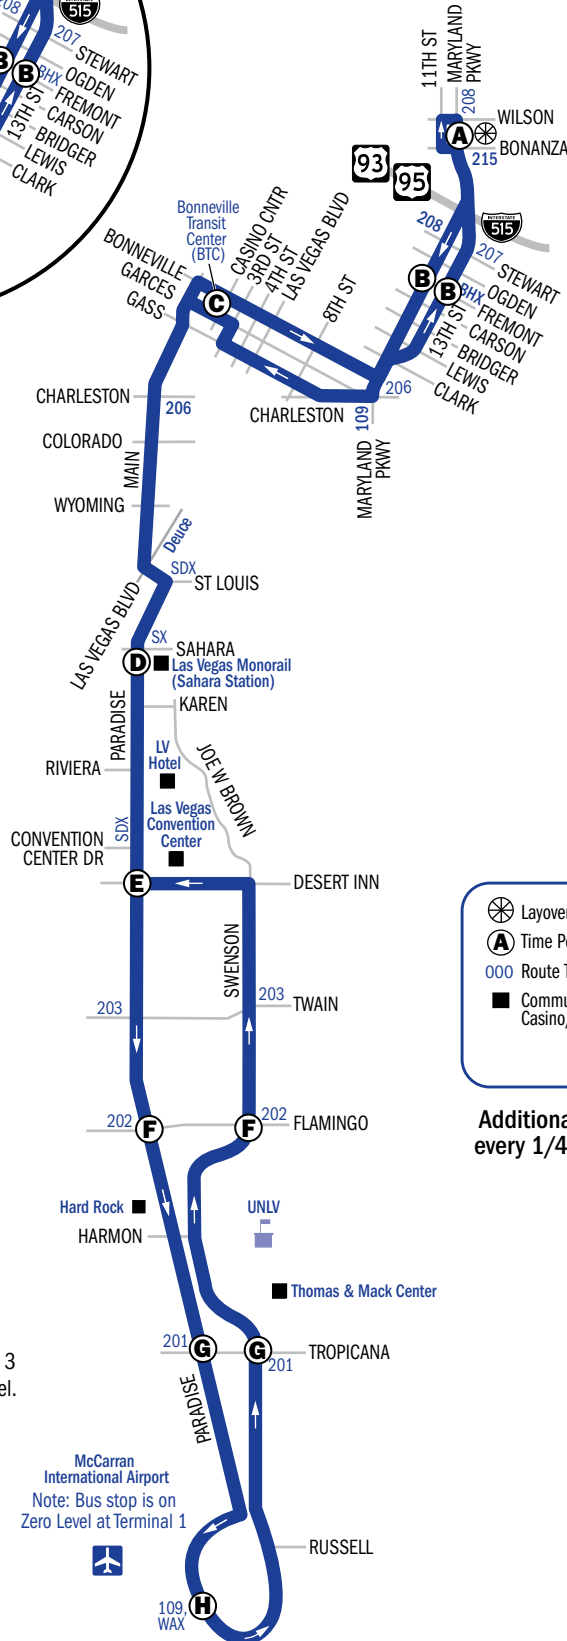 208
INTERSTATE
515
207
STEWART
OGDEN
B
B
BHX
FREMONT
13TH ST
CARSON
BRIDGER
LEWIS
CLARK
11TH ST
MARYLAND
PKWY
208
WILSON
A
BONANZA
215
93
95
208
INTERSTATE
515
207
STEWART
OGDEN
B
B
BHX
FREMONT
13TH ST
CARSON
BRIDGER
LEWIS
CLARK
Bonneville
Transit
Center
(BTC)
CASINO CNTR
3RD ST
4TH ST
LAS VEGAS BLVD
8TH ST
BONNEVILLE
GARCES
GASS
C
206
CHARLESTON
109
MARYLAND
PKWY
CHARLESTON
206
COLORADO
MAIN
WYOMING
Deuce
SDX
ST LOUIS
LAS VEGAS BLVD
SX
SAHARA
D
Las Vegas Monorail
(Sahara Station)
PARADISE
KAREN
JOE W BROWN
LV
Hotel
RIVIERA
Las Vegas
Convention
Center
SDX
CONVENTION
CENTER DR
E
DESERT INN
SWENSON
203
203
TWAIN
202
F
F
202
FLAMINGO
Hard Rock
UNLV
HARMON
Thomas & Mack Center
201
G
G
201
TROPICANA
PARADISE
3
el.
McCarran
International Airport
Note: Bus stop is on
Zero Level at Terminal 1
RUSSELL
109,
WAX
H
Layover
A
Time Po
000
Route T
Commu
Casino,
Additiona
every 1/4